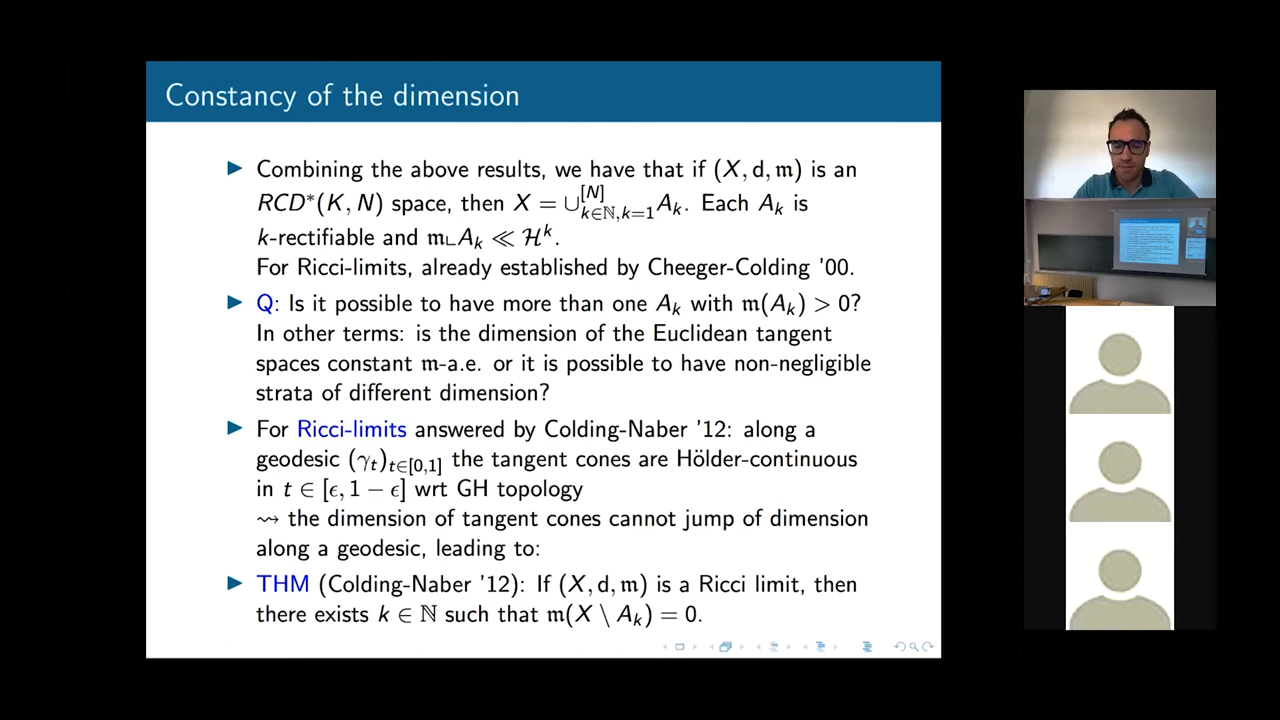 Constancy of the dimension
▶ Combining the above results, we have that if (X, d, 𝔪) is an
RCD*(K, N) space, then X = ∪_{k∈ℕ,k=1}^{[N]} A_k. Each A_k is
k-rectifiable and 𝔪⌞A_k ≪ ℋ^k.
For Ricci-limits, already established by Cheeger-Colding '00.
▶ Q: Is it possible to have more than one A_k with 𝔪(A_k) > 0?
In other terms: is the dimension of the Euclidean tangent
spaces constant 𝔪-a.e. or it is possible to have non-negligible
strata of different dimension?
▶ For Ricci-limits answered by Colding-Naber '12: along a
geodesic (γ_t)_{t∈[0,1]} the tangent cones are Hölder-continuous
in t ∈ [ϵ, 1 − ϵ] wrt GH topology
⇝ the dimension of tangent cones cannot jump of dimension
along a geodesic, leading to:
▶ THM (Colding-Naber '12): If (X, d, 𝔪) is a Ricci limit, then
there exists k ∈ ℕ such that 𝔪(X \ A_k) = 0.